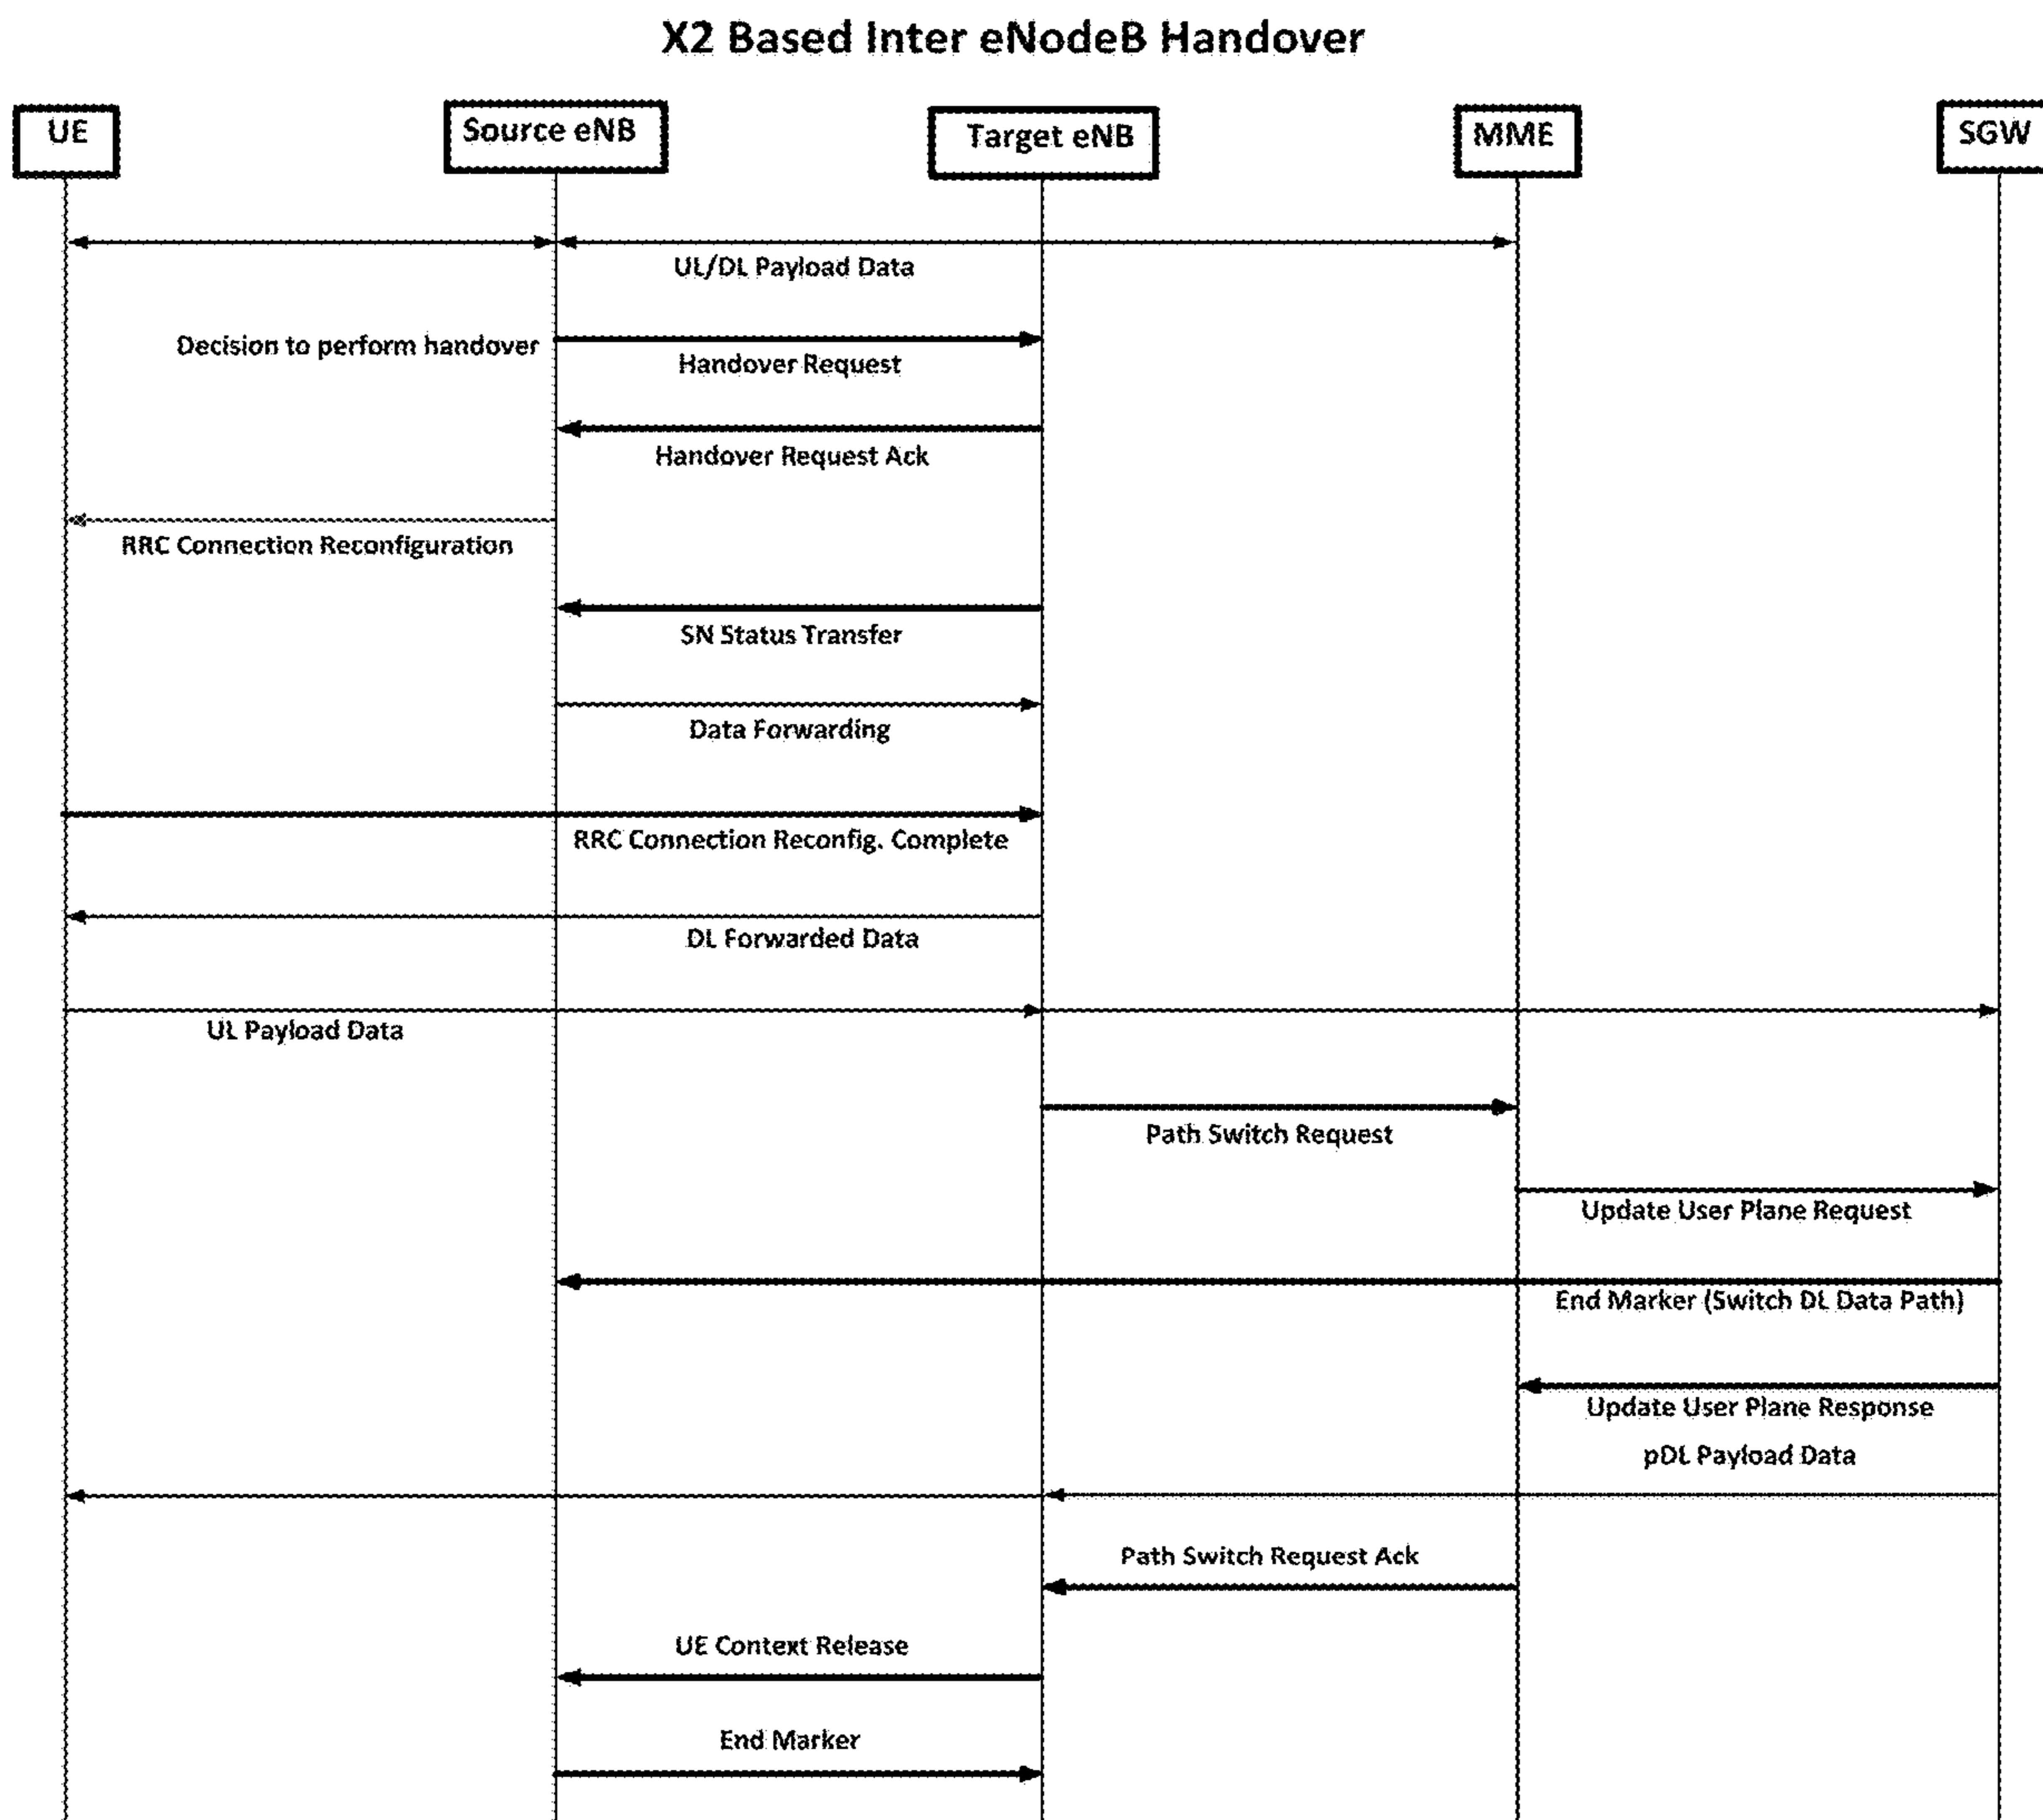 X2 Based Inter eNodeB Handover
UE
Source eNB
Target eNB
MME
SGW
UL/DL Payload Data
Decision to perform handover
Handover Request
Handover Request Ack
RRC Connection Reconfiguration
SN Status Transfer
Data Forwarding
RRC Connection Reconfig. Complete
DL Forwarded Data
UL Payload Data
Path Switch Request
Update User Plane Request
End Marker (Switch DL Data Path)
Update User Plane Response
pDL Payload Data
Path Switch Request Ack
UE Context Release
End Marker